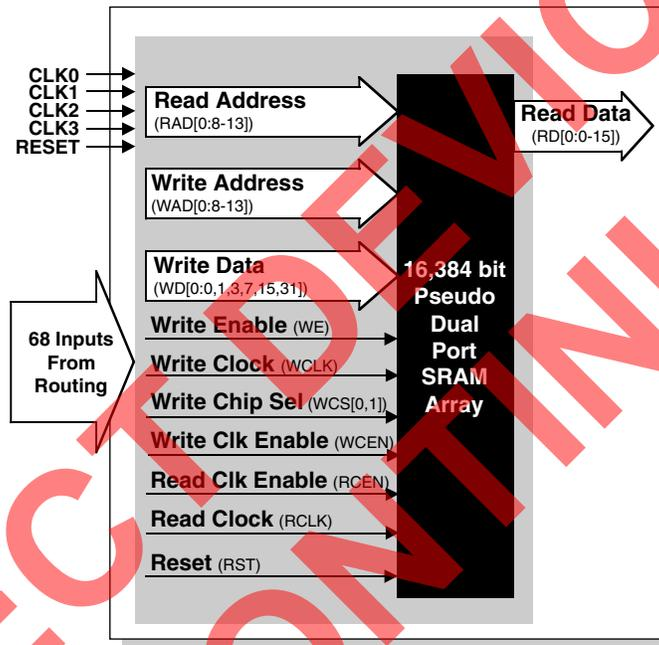 CLK0
CLK1
CLK2
CLK3
RESET
Read Address
(RAD[0:8-13])
Write Address
(WAD[0:8-13])
Write Data
(WD[0:0,1,3,7,15,31])
68 Inputs
From
Routing
Write Enable (WE)
Write Clock (WCLK)
Write Chip Sel (WCS[0,1])
Write Clk Enable (WCEN)
Read Clk Enable (RCEN)
Read Clock (RCLK)
Reset (RST)
16,384 bit
Pseudo
Dual
Port
SRAM
Array
Read Data
(RD[0:0-15])